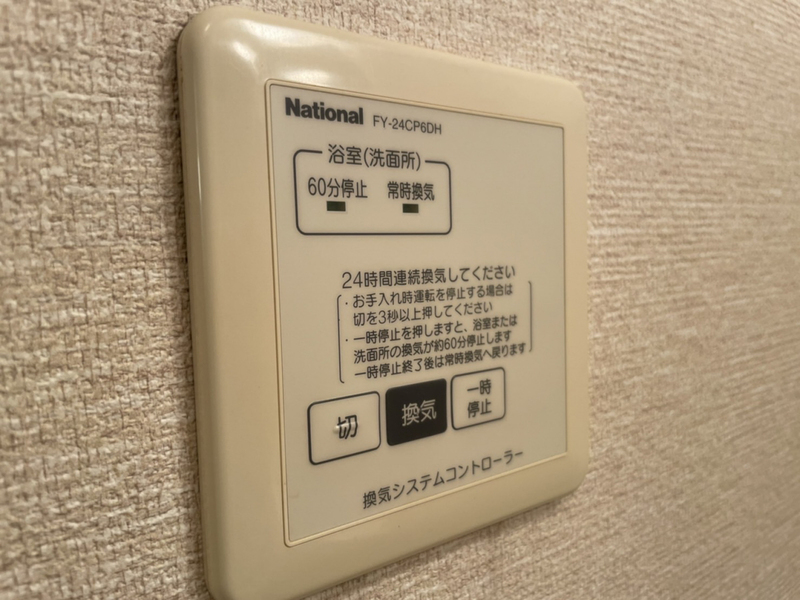 National FY-24CP6DH
浴室(洗面所)
60分停止 常時換気
24時間連続換気してください
・お手入れ時運転を停止する場合は
切を3秒以上押してください
・一時停止を押しますと、浴室または
洗面所の換気が約60分停止します
一時停止終了後は常時換気へ戻ります
切 換気 一時
停止
換気システムコントローラー